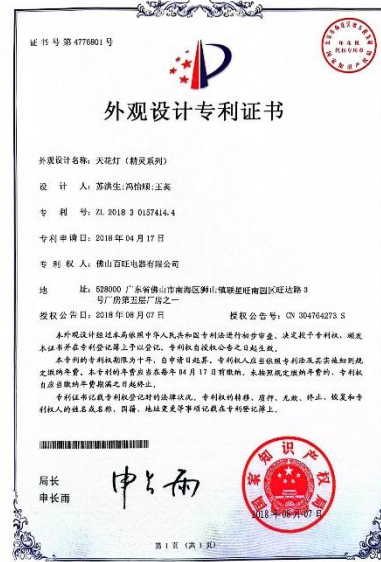 证书号第4776801号
外观设计专利证书
外观设计名称：天花灯（精灵系列）
设计人：苏洪生;冯怡顺;王英
专利号：ZL 2018 3 0157414.4
专利申请日：2018年04月17日
专利权人：佛山百旺电器有限公司
地址：528000 广东省佛山市南海区狮山镇联星旺南园区旺达路3
号厂房第五层厂房之一
授权公告日：2018年08月07日 授权公告号：CN 304764273 S
本外观设计经过本局依照中华人民共和国专利法进行初步审查，决定授予专利权，颁发
本证书并在专利登记簿上予以登记。专利权自授权公告之日起生效。
本专利的专利权期限为十年，自申请日起算。专利权人应当依照专利法及其实施细则规
定缴纳年费。本专利的年费应当在每年04月17日前缴纳。未按照规定缴纳年费的，专利权
自应当缴纳年费期满之日起终止。
专利证书记载专利权登记时的法律状况。专利权的转移、质押、无效、终止、恢复和专
利权人的姓名或名称、国籍、地址变更等事项记载在专利登记簿上。
局长
申长雨
申长雨
国家知识产权局
2018年08月07日
第1页（共1页）